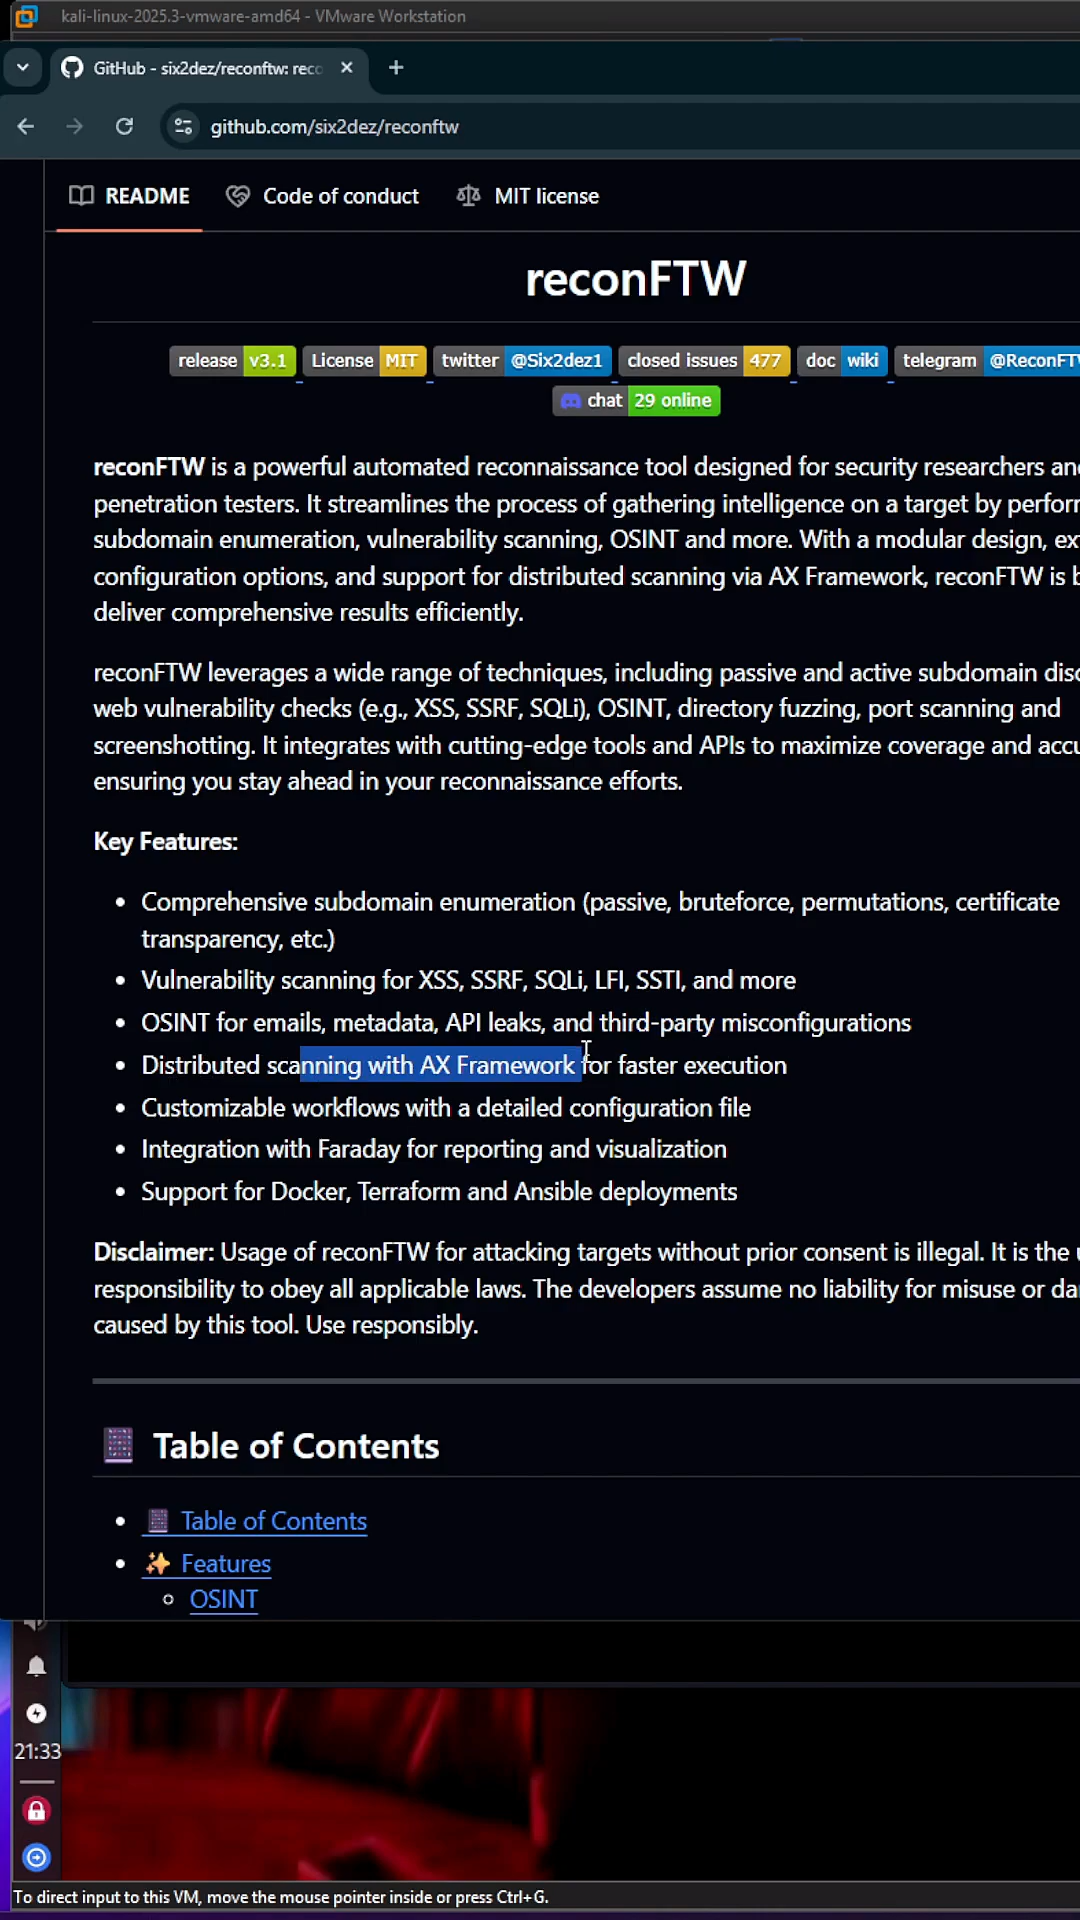 kali-linux-2025.3-vmware-amd64 - VMware Workstation
GitHub - six2dez/reconftw: reco
github.com/six2dez/reconftw
README Code of conduct MIT license
reconFTW
release v3.1 License MIT twitter @Six2dez1 closed issues 477 doc wiki telegram @ReconFTW
chat 29 online
reconFTW is a powerful automated reconnaissance tool designed for security researchers and
penetration testers. It streamlines the process of gathering intelligence on a target by perform
subdomain enumeration, vulnerability scanning, OSINT and more. With a modular design, ex
configuration options, and support for distributed scanning via AX Framework, reconFTW is b
deliver comprehensive results efficiently.
reconFTW leverages a wide range of techniques, including passive and active subdomain disc
web vulnerability checks (e.g., XSS, SSRF, SQLi), OSINT, directory fuzzing, port scanning and
screenshotting. It integrates with cutting-edge tools and APIs to maximize coverage and accu
ensuring you stay ahead in your reconnaissance efforts.
Key Features:
• Comprehensive subdomain enumeration (passive, bruteforce, permutations, certificate
transparency, etc.)
• Vulnerability scanning for XSS, SSRF, SQLi, LFI, SSTI, and more
• OSINT for emails, metadata, API leaks, and third-party misconfigurations
• Distributed scanning with AX Framework for faster execution
• Customizable workflows with a detailed configuration file
• Integration with Faraday for reporting and visualization
• Support for Docker, Terraform and Ansible deployments
Disclaimer: Usage of reconFTW for attacking targets without prior consent is illegal. It is the u
responsibility to obey all applicable laws. The developers assume no liability for misuse or da
caused by this tool. Use responsibly.
Table of Contents
• Table of Contents
• Features
◦ OSINT
21:33
To direct input to this VM, move the mouse pointer inside or press Ctrl+G.